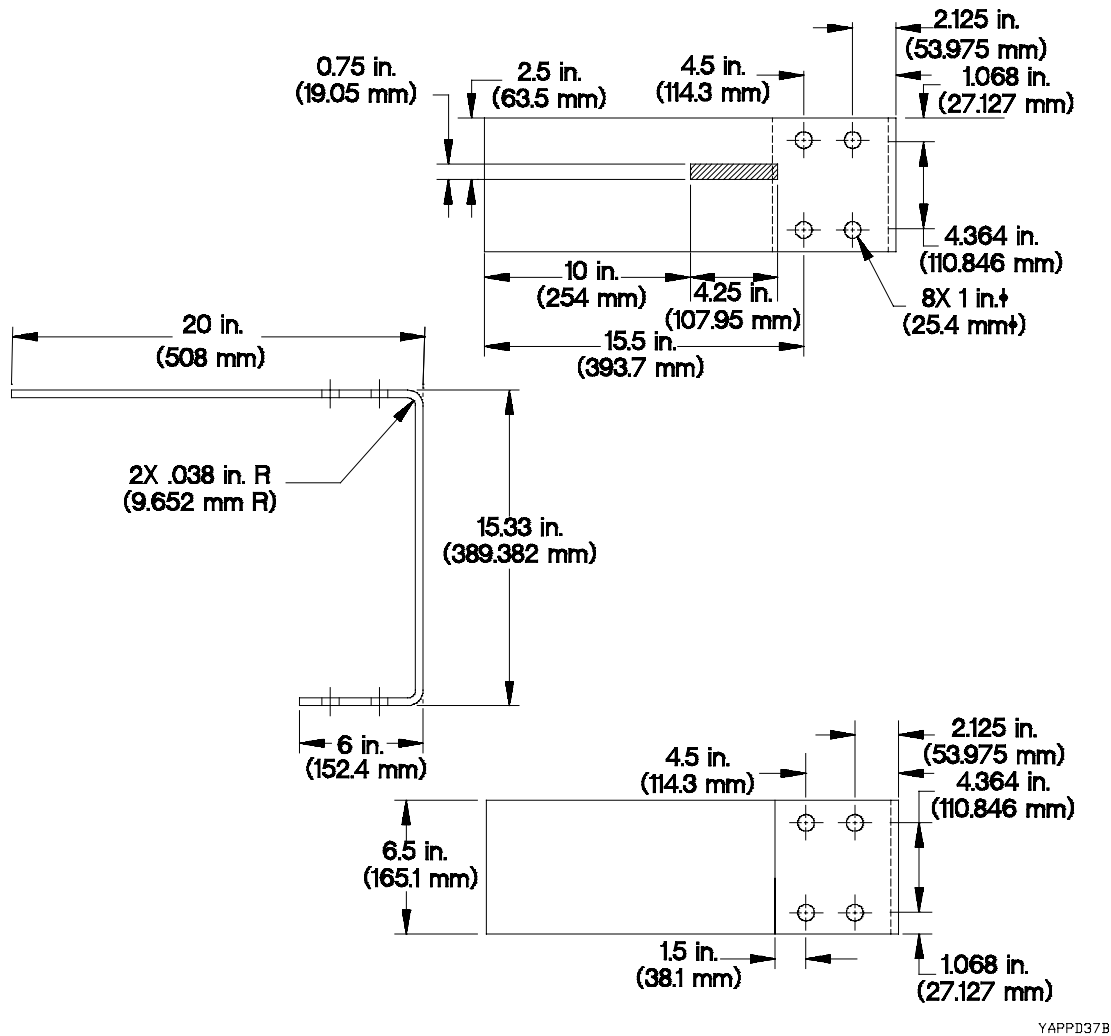 2.125 in.
(53.975 mm)
0.75 in.
(19.05 mm)
2.5 in.
(63.5 mm)
4.5 in.
(114.3 mm)
1.068 in.
(27.127 mm)
4.364 in.
(110.846 mm)
10 in.
(254 mm)
4.25 in.
(107.95 mm)
8X 1 in.⌀
(25.4 mm⌀)
15.5 in.
(393.7 mm)
20 in.
(508 mm)
2X .038 in. R
(9.652 mm R)
15.33 in.
(389.382 mm)
6 in.
(152.4 mm)
2.125 in.
(53.975 mm)
4.5 in.
(114.3 mm)
4.364 in.
(110.846 mm)
6.5 in.
(165.1 mm)
1.5 in.
(38.1 mm)
1.068 in.
(27.127 mm)
YAPPD37B